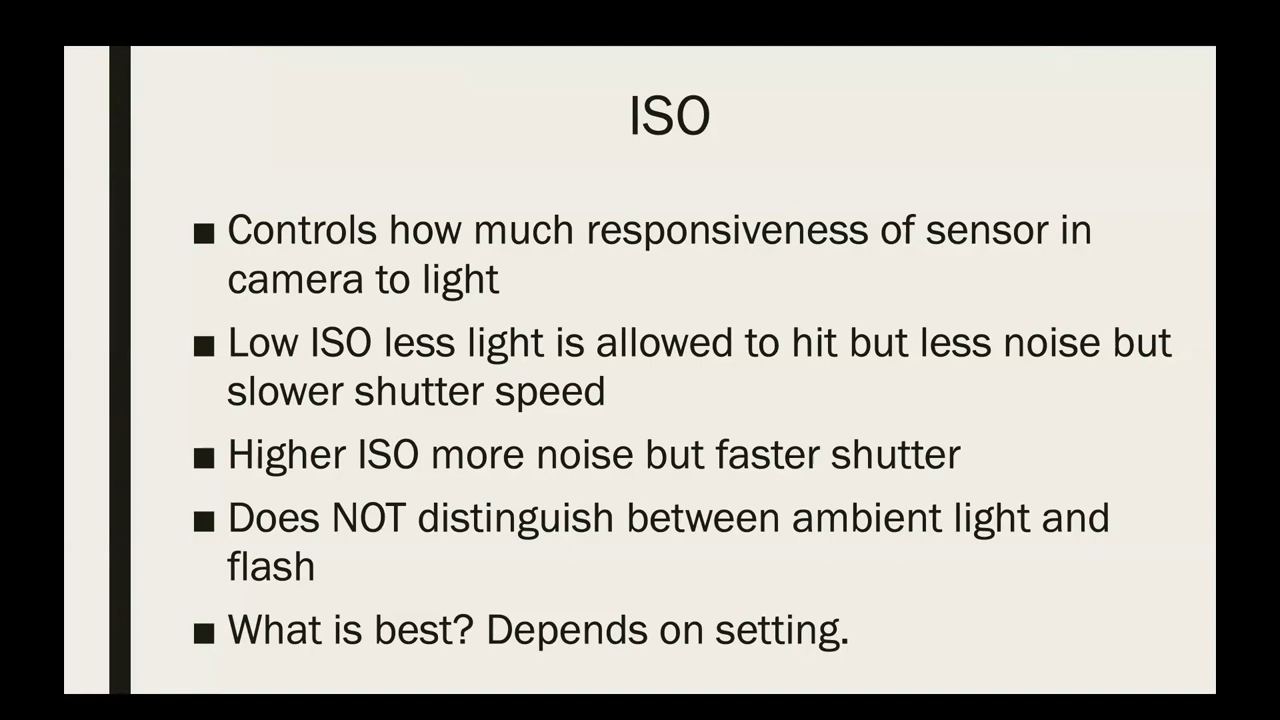 ISO
■ Controls how much responsiveness of sensor in
camera to light
■ Low ISO less light is allowed to hit but less noise but
slower shutter speed
■ Higher ISO more noise but faster shutter
■ Does NOT distinguish between ambient light and
flash
■ What is best? Depends on setting.